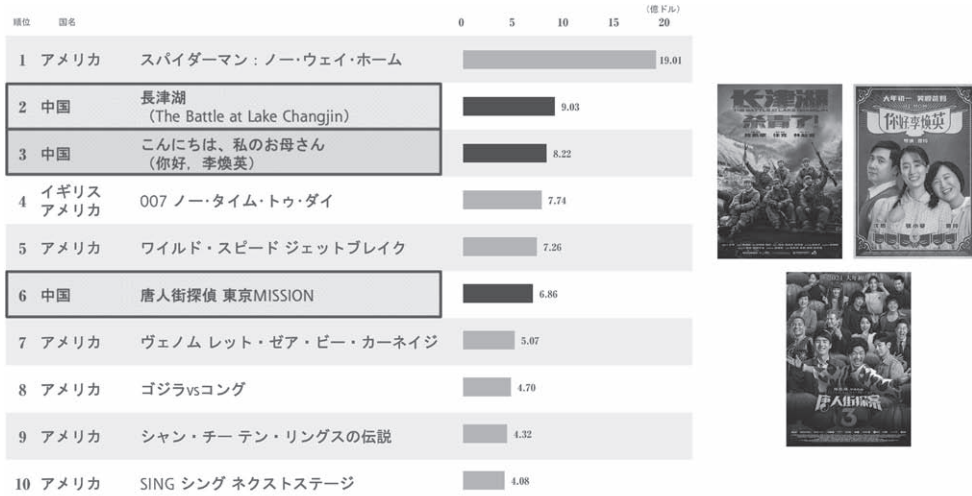 (億ドル)
順位 国名 0 5 10 15 20
1 アメリカ スパイダーマン：ノー・ウェイ・ホーム 19.01
2 中国 長津湖
（The Battle at Lake Changjin） 9.03
3 中国 こんにちは、私のお母さん
（你好，李煥英） 8.22
4 イギリス
アメリカ 007 ノー・タイム・トゥ・ダイ 7.74
5 アメリカ ワイルド・スピード ジェットブレイク 7.26
6 中国 唐人街探偵 東京MISSION 6.86
7 アメリカ ヴェノム レット・ゼア・ビー・カーネイジ 5.07
8 アメリカ ゴジラvsコング 4.70
9 アメリカ シャン・チー テン・リングスの伝説 4.32
10 アメリカ SING シング ネクストステージ 4.08
长津湖
杀青了!
大年初一 笑迎爸妈
你好李焕英
唐人街探案
3